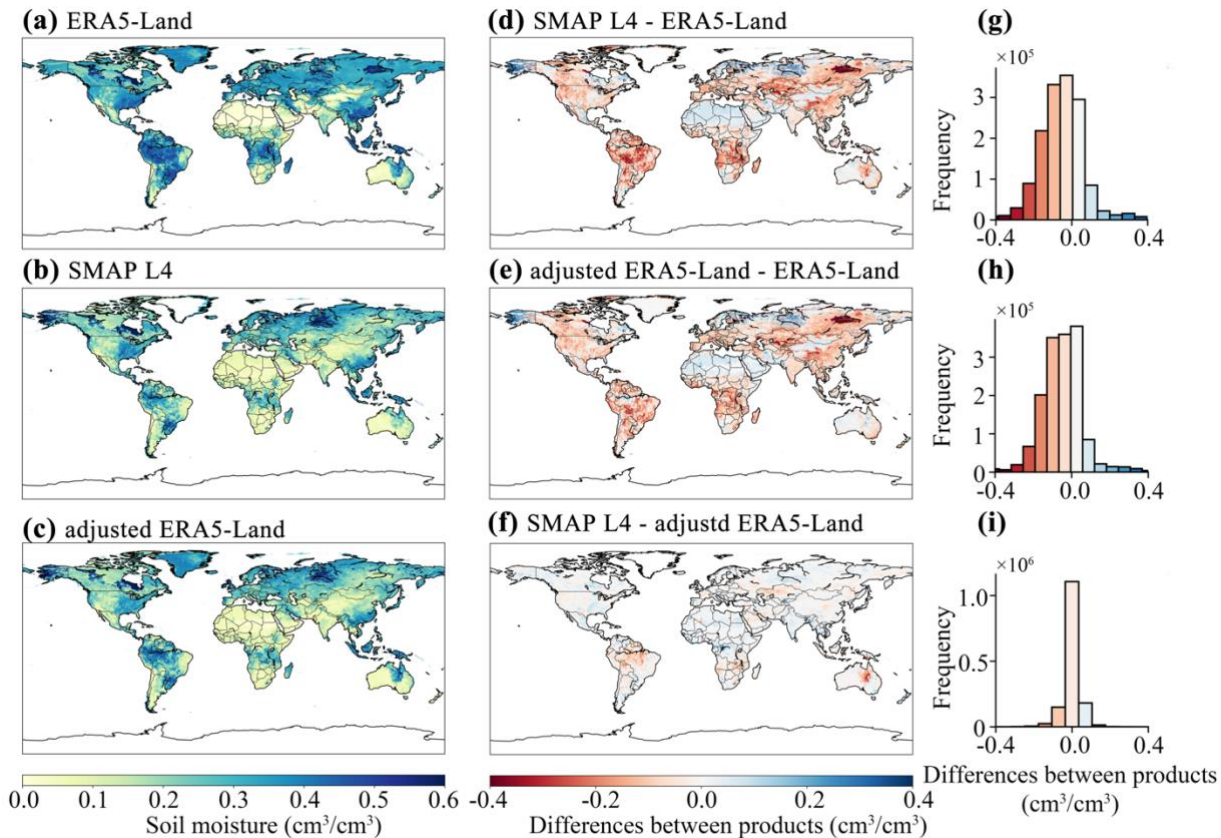 (a) ERA5-Land
(d) SMAP L4 - ERA5-Land
(g)
×10⁵
Frequency
3
2
1
0
-0.4 0.0 0.4
(b) SMAP L4
(e) adjusted ERA5-Land - ERA5-Land
(h)
×10⁵
Frequency
3
2
1
0
-0.4 0.0 0.4
(c) adjusted ERA5-Land
(f) SMAP L4 - adjustd ERA5-Land
(i)
×10⁶
Frequency
1.0
0.5
0
-0.4 0.0 0.4
Differences between products
(cm³/cm³)
0.0 0.1 0.2 0.3 0.4 0.5 0.6
Soil moisture (cm³/cm³)
-0.4 -0.2 0.0 0.2 0.4
Differences between products (cm³/cm³)